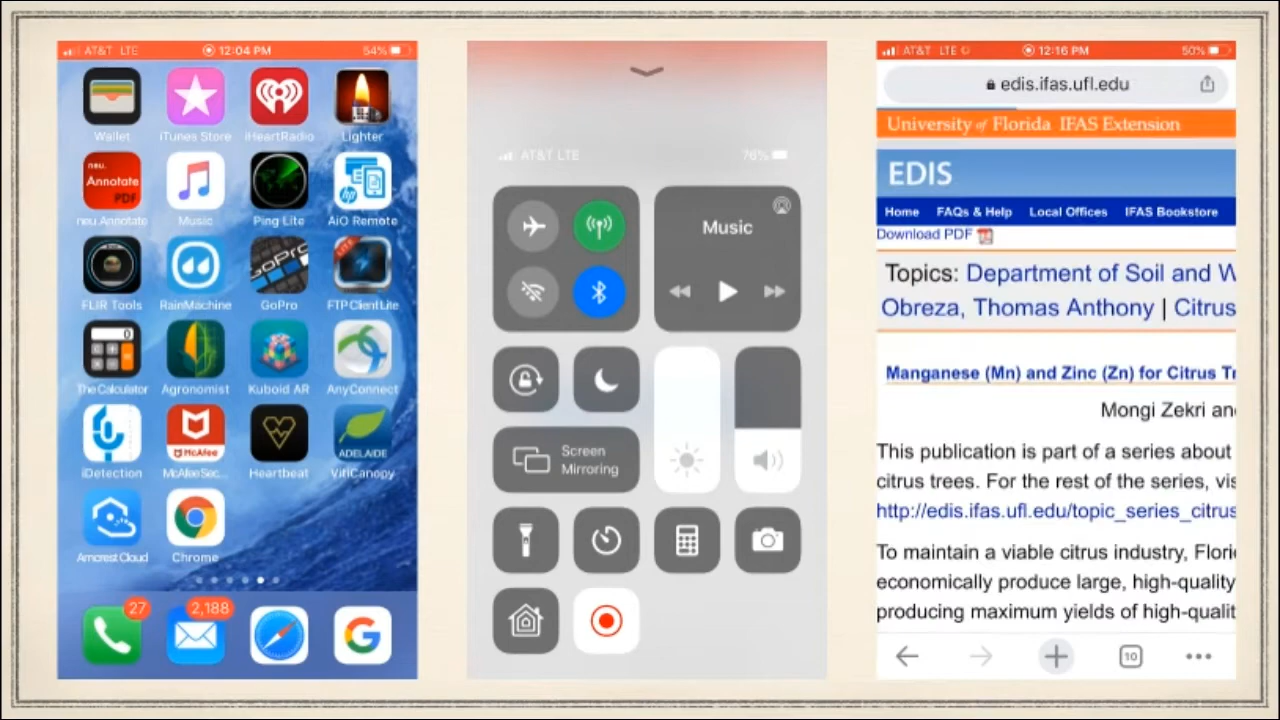 AT&T LTE 12:04 PM 54%
Wallet iTunes Store iHeartRadio Lighter
neu.
Annotate
PDF
neu.Annotate Music Ping Lite AiO Remote
hp
GoPro
LITE
FLIR Tools RainMachine GoPro FTPClientLite
0
The Calculator Agronomist Kuboid AR AnyConnect
McAfee
ADELAIDE
iDetection McAfeeSec... Heartbeat VitiCanopy
Amcrest Cloud Chrome
27 2,188
G
AT&T LTE 76%
Music
Screen
Mirroring
AT&T LTE 12:16 PM 50%
edis.ifas.ufl.edu
University of Florida IFAS Extension
EDIS
Home FAQs & Help Local Offices IFAS Bookstore
Download PDF
Topics: Department of Soil and W
Obreza, Thomas Anthony | Citrus
Manganese (Mn) and Zinc (Zn) for Citrus Tr
Mongi Zekri an
This publication is part of a series about
citrus trees. For the rest of the series, vis
http://edis.ifas.ufl.edu/topic_series_citrus
To maintain a viable citrus industry, Flori
economically produce large, high-quality
producing maximum yields of high-qualit
10